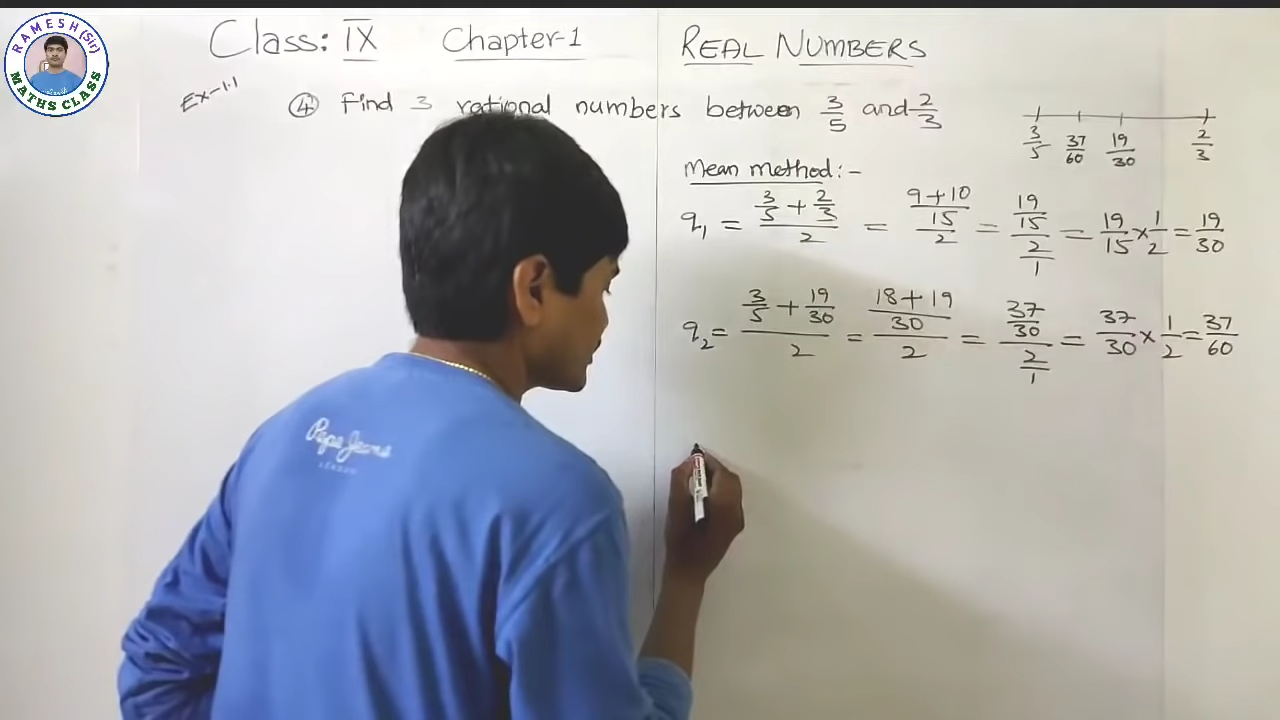 RAMESH (Sir)
MATHS CLASS
Class: IX Chapter-1 REAL NUMBERS
Ex-1.1
④ Find 3 rational numbers between 3/5 and 2/3
3/5 37/60 19/30 2/3
Mean method:-
q₁ = (3/5 + 2/3)/2 = ((9+10)/15)/2 = (19/15)/(2/1) = 19/15 × 1/2 = 19/30
q₂ = (3/5 + 19/30)/2 = ((18+19)/30)/2 = (37/30)/(2/1) = 37/30 × 1/2 = 37/60
Pepe Jeans
LONDON